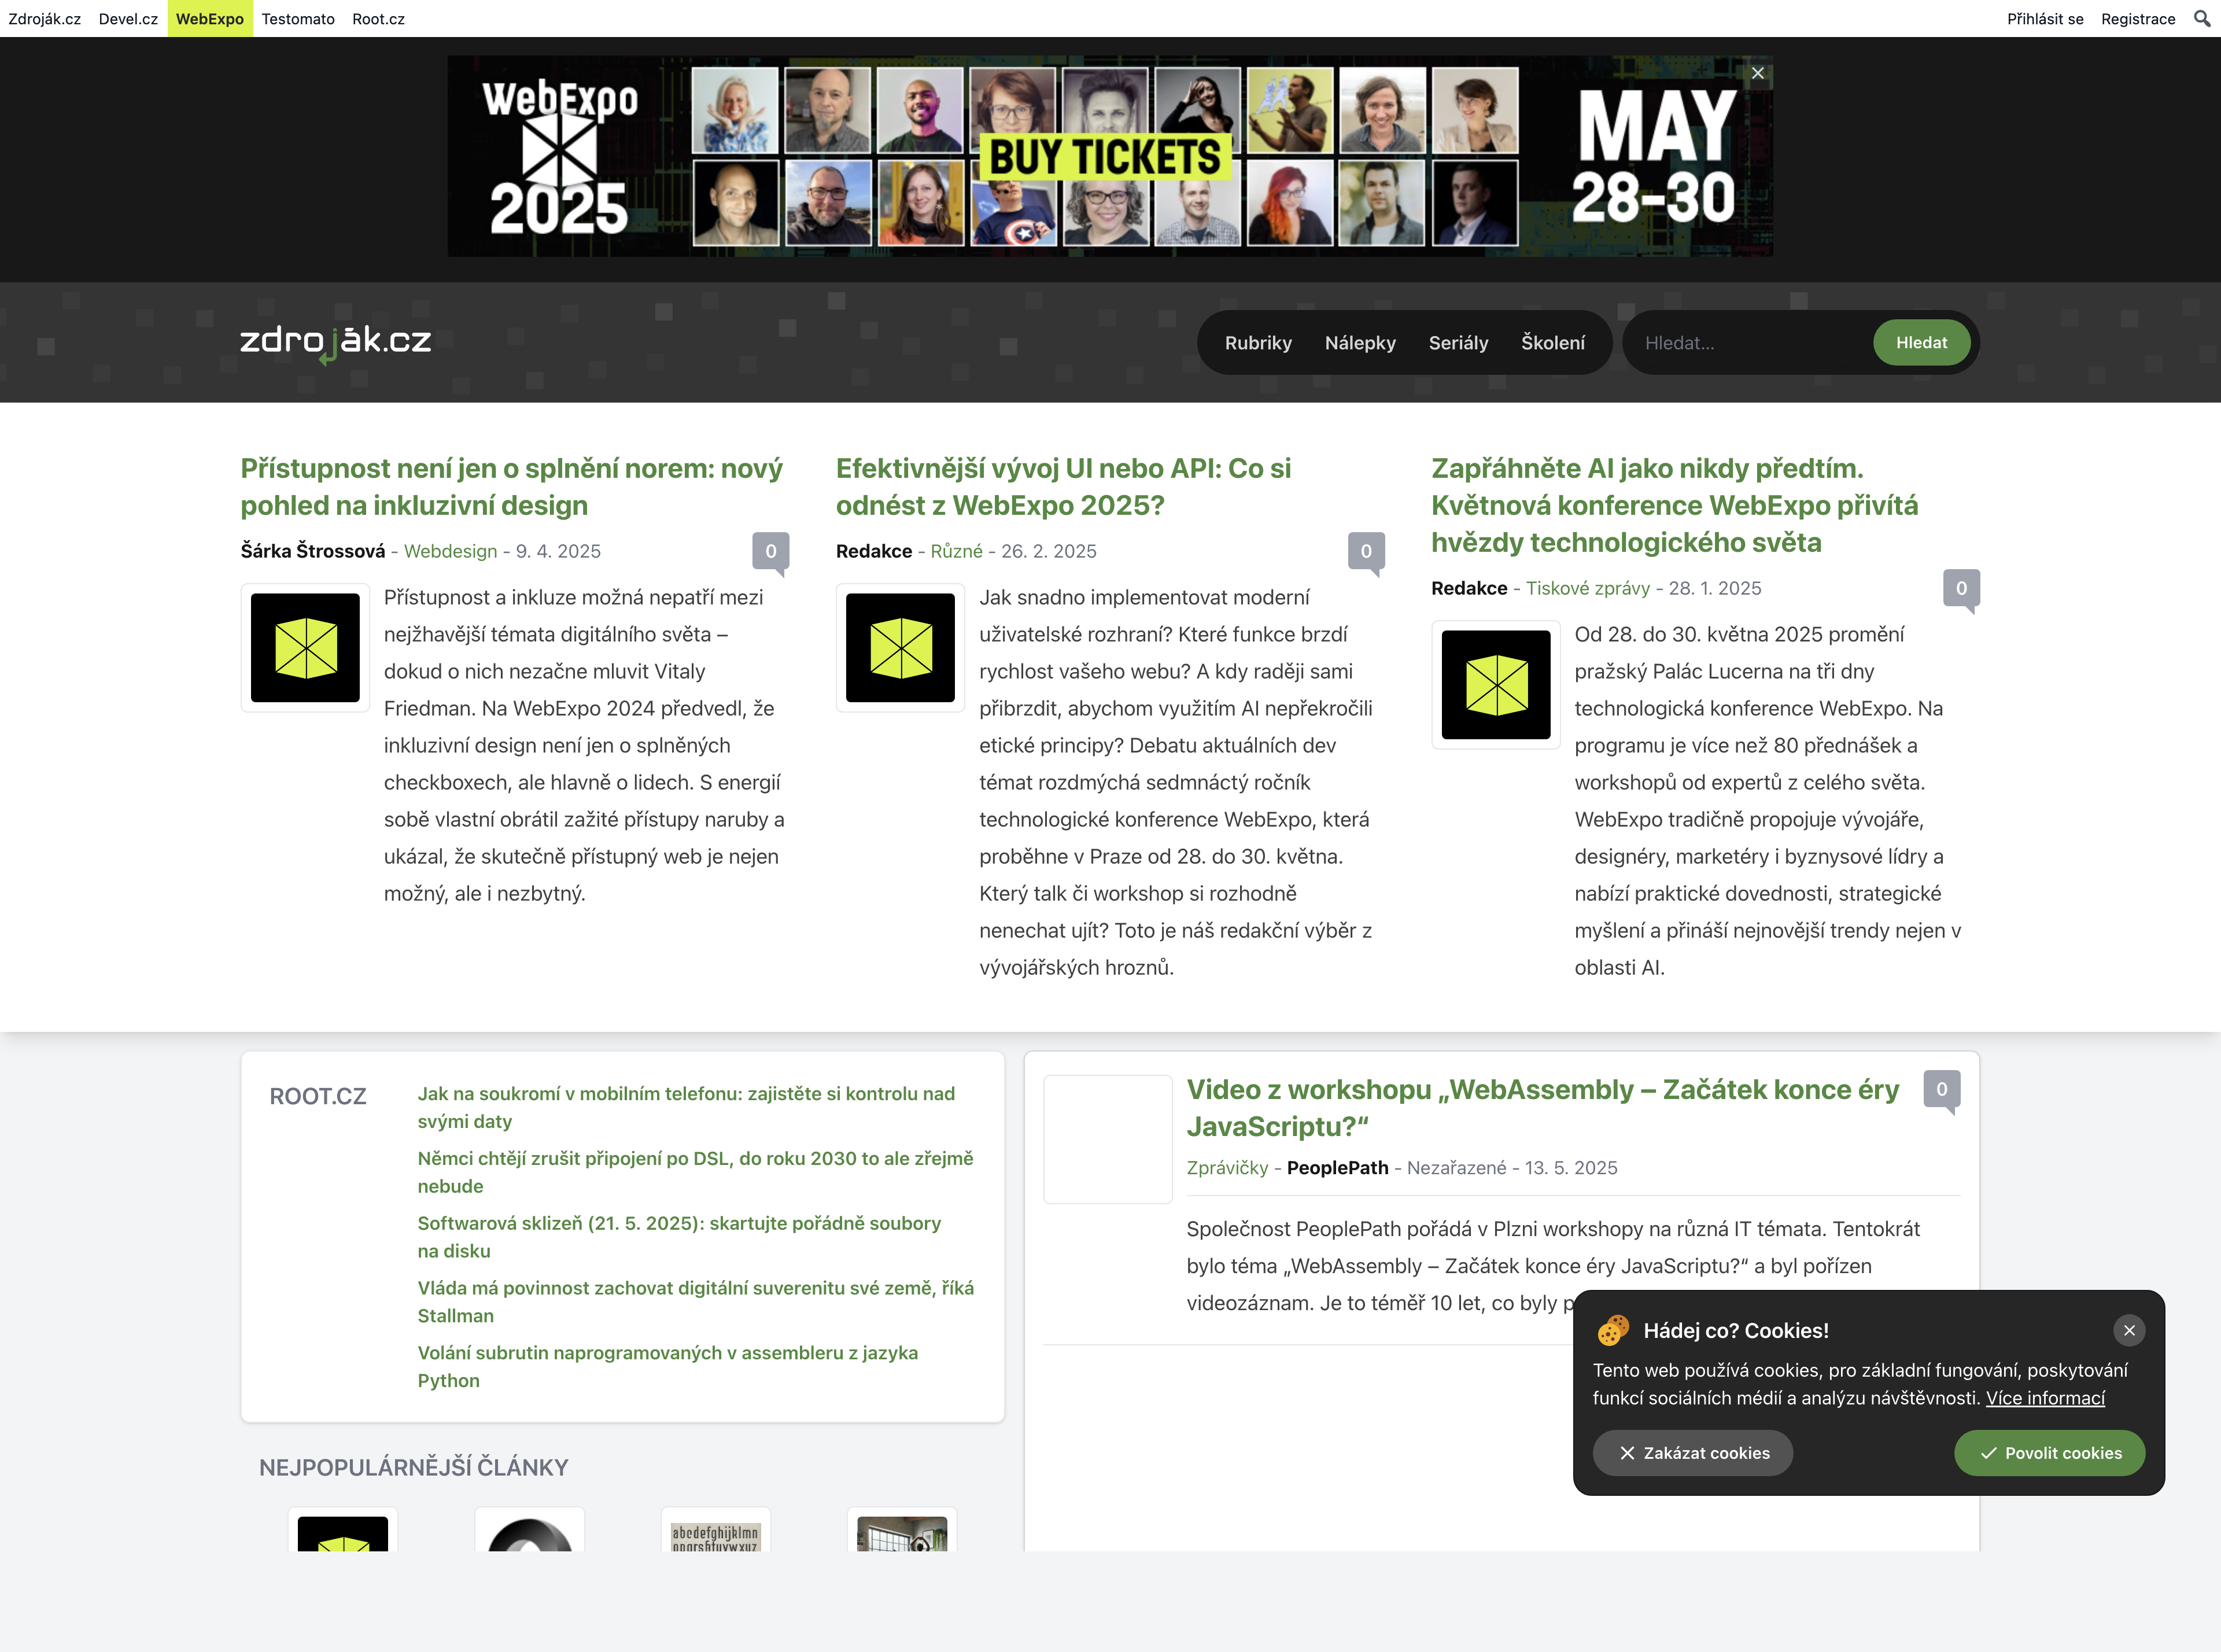 Zdroják.cz Devel.cz WebExpo Testomato Root.cz Přihlásit se Registrace
WebExpo
2025
BUY TICKETS
MAY
28-30
zdroják.cz
Rubriky Nálepky Seriály Školení
Hledat...
Hledat
Přístupnost není jen o splnění norem: nový
pohled na inkluzivní design
Šárka Štrossová - Webdesign - 9. 4. 2025
0
Přístupnost a inkluze možná nepatří mezi
nejžhavější témata digitálního světa –
dokud o nich nezačne mluvit Vitaly
Friedman. Na WebExpo 2024 předvedl, že
inkluzivní design není jen o splněných
checkboxech, ale hlavně o lidech. S energií
sobě vlastní obrátil zažité přístupy naruby a
ukázal, že skutečně přístupný web je nejen
možný, ale i nezbytný.
Efektivnější vývoj UI nebo API: Co si
odnést z WebExpo 2025?
Redakce - Různé - 26. 2. 2025
0
Jak snadno implementovat moderní
uživatelské rozhraní? Které funkce brzdí
rychlost vašeho webu? A kdy raději sami
přibrzdit, abychom využitím AI nepřekročili
etické principy? Debatu aktuálních dev
témat rozdmýchá sedmnáctý ročník
technologické konference WebExpo, která
proběhne v Praze od 28. do 30. května.
Který talk či workshop si rozhodně
nenechat ujít? Toto je náš redakční výběr z
vývojářských hroznů.
Zapřáhněte AI jako nikdy předtím.
Květnová konference WebExpo přivítá
hvězdy technologického světa
Redakce - Tiskové zprávy - 28. 1. 2025
0
Od 28. do 30. května 2025 promění
pražský Palác Lucerna na tři dny
technologická konference WebExpo. Na
programu je více než 80 přednášek a
workshopů od expertů z celého světa.
WebExpo tradičně propojuje vývojáře,
designéry, marketéry i byznysové lídry a
nabízí praktické dovednosti, strategické
myšlení a přináší nejnovější trendy nejen v
oblasti AI.
ROOT.CZ
Jak na soukromí v mobilním telefonu: zajistěte si kontrolu nad
svými daty
Němci chtějí zrušit připojení po DSL, do roku 2030 to ale zřejmě
nebude
Softwarová sklizeň (21. 5. 2025): skartujte pořádně soubory
na disku
Vláda má povinnost zachovat digitální suverenitu své země, říká
Stallman
Volání subrutin naprogramovaných v assembleru z jazyka
Python
NEJPOPULÁRNĚJŠÍ ČLÁNKY
abcdefghijklmn
opqrsßtuvwxyz
Video z workshopu „WebAssembly – Začátek konce éry
JavaScriptu?“
0
Zprávičky - PeoplePath - Nezařazené - 13. 5. 2025
Společnost PeoplePath pořádá v Plzni workshopy na různá IT témata. Tentokrát
bylo téma „WebAssembly – Začátek konce éry JavaScriptu?“ a byl pořízen
videozáznam. Je to téměř 10 let, co byly
Hádej co? Cookies!
Tento web používá cookies, pro základní fungování, poskytování
funkcí sociálních médií a analýzu návštěvnosti. Více informací
Zakázat cookies
Povolit cookies